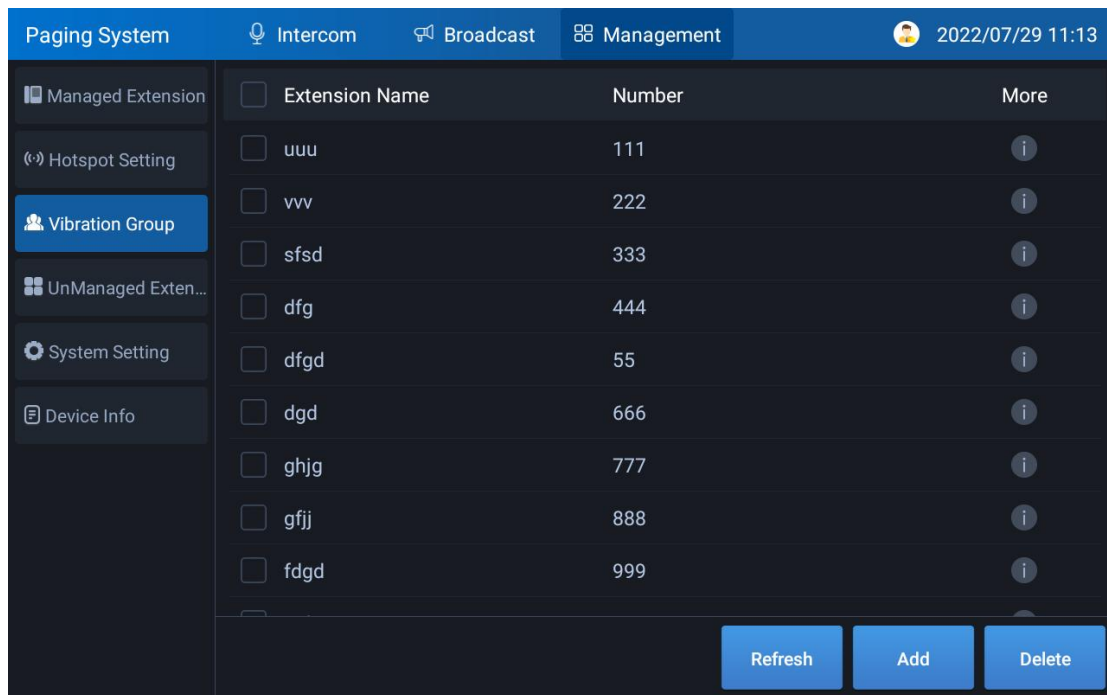 Paging System Intercom Broadcast Management 2022/07/29 11:13
Managed Extension
Hotspot Setting
Vibration Group
UnManaged Exten...
System Setting
Device Info
Extension Name Number More
uuu 111
vvv 222
sfsd 333
dfg 444
dfgd 55
dgd 666
ghjg 777
gfjj 888
fdgd 999
Refresh Add Delete